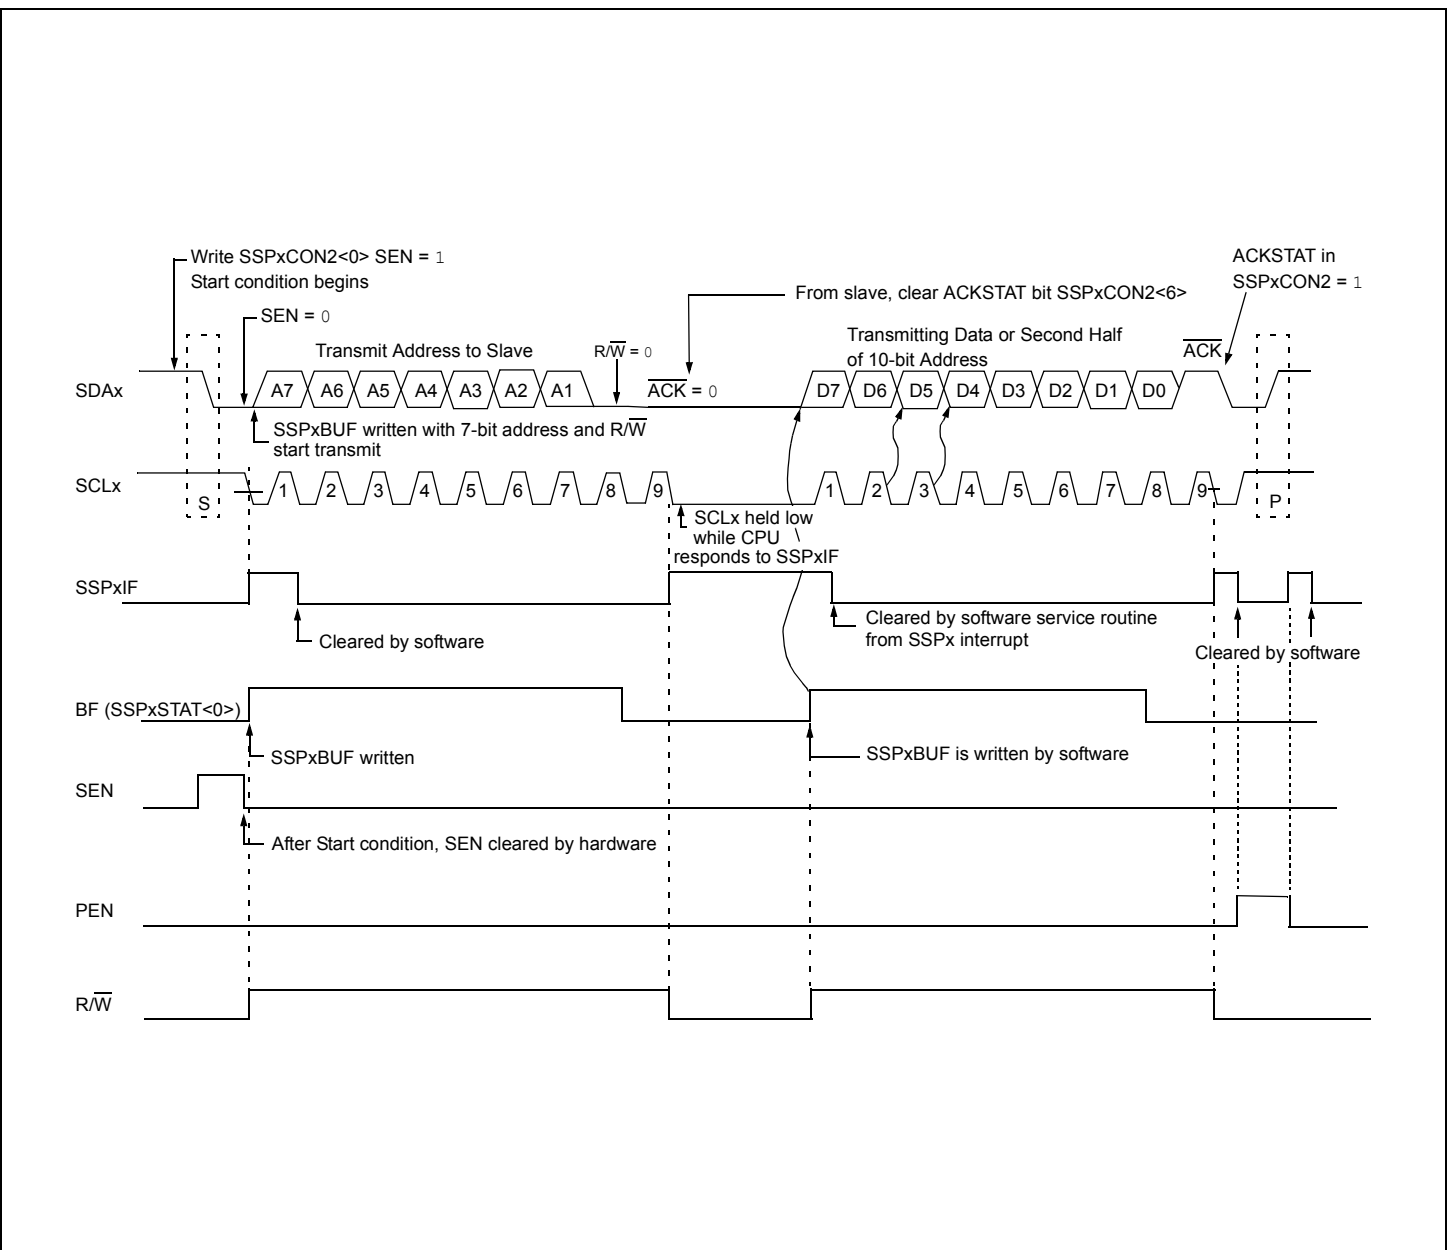 Write SSPxCON2<0> SEN = 1
Start condition begins
ACKSTAT in
SSPxCON2 = 1
From slave, clear ACKSTAT bit SSPxCON2<6>
SEN = 0
Transmit Address to Slave
R/W̅ = 0
Transmitting Data or Second Half
of 10-bit Address
A̅C̅K̅
SDAx
A7 A6 A5 A4 A3 A2 A1
A̅C̅K̅ = 0
D7 D6 D5 D4 D3 D2 D1 D0
SSPxBUF written with 7-bit address and R/W̅
start transmit
SCLx
S
1 2 3 4 5 6 7 8 9
1 2 3 4 5 6 7 8 9
P
SCLx held low
while CPU
responds to SSPxIF
SSPxIF
Cleared by software
Cleared by software service routine
from SSPx interrupt
Cleared by software
BF (SSPxSTAT<0>)
SSPxBUF written
SSPxBUF is written by software
SEN
After Start condition, SEN cleared by hardware
PEN
R/W̅